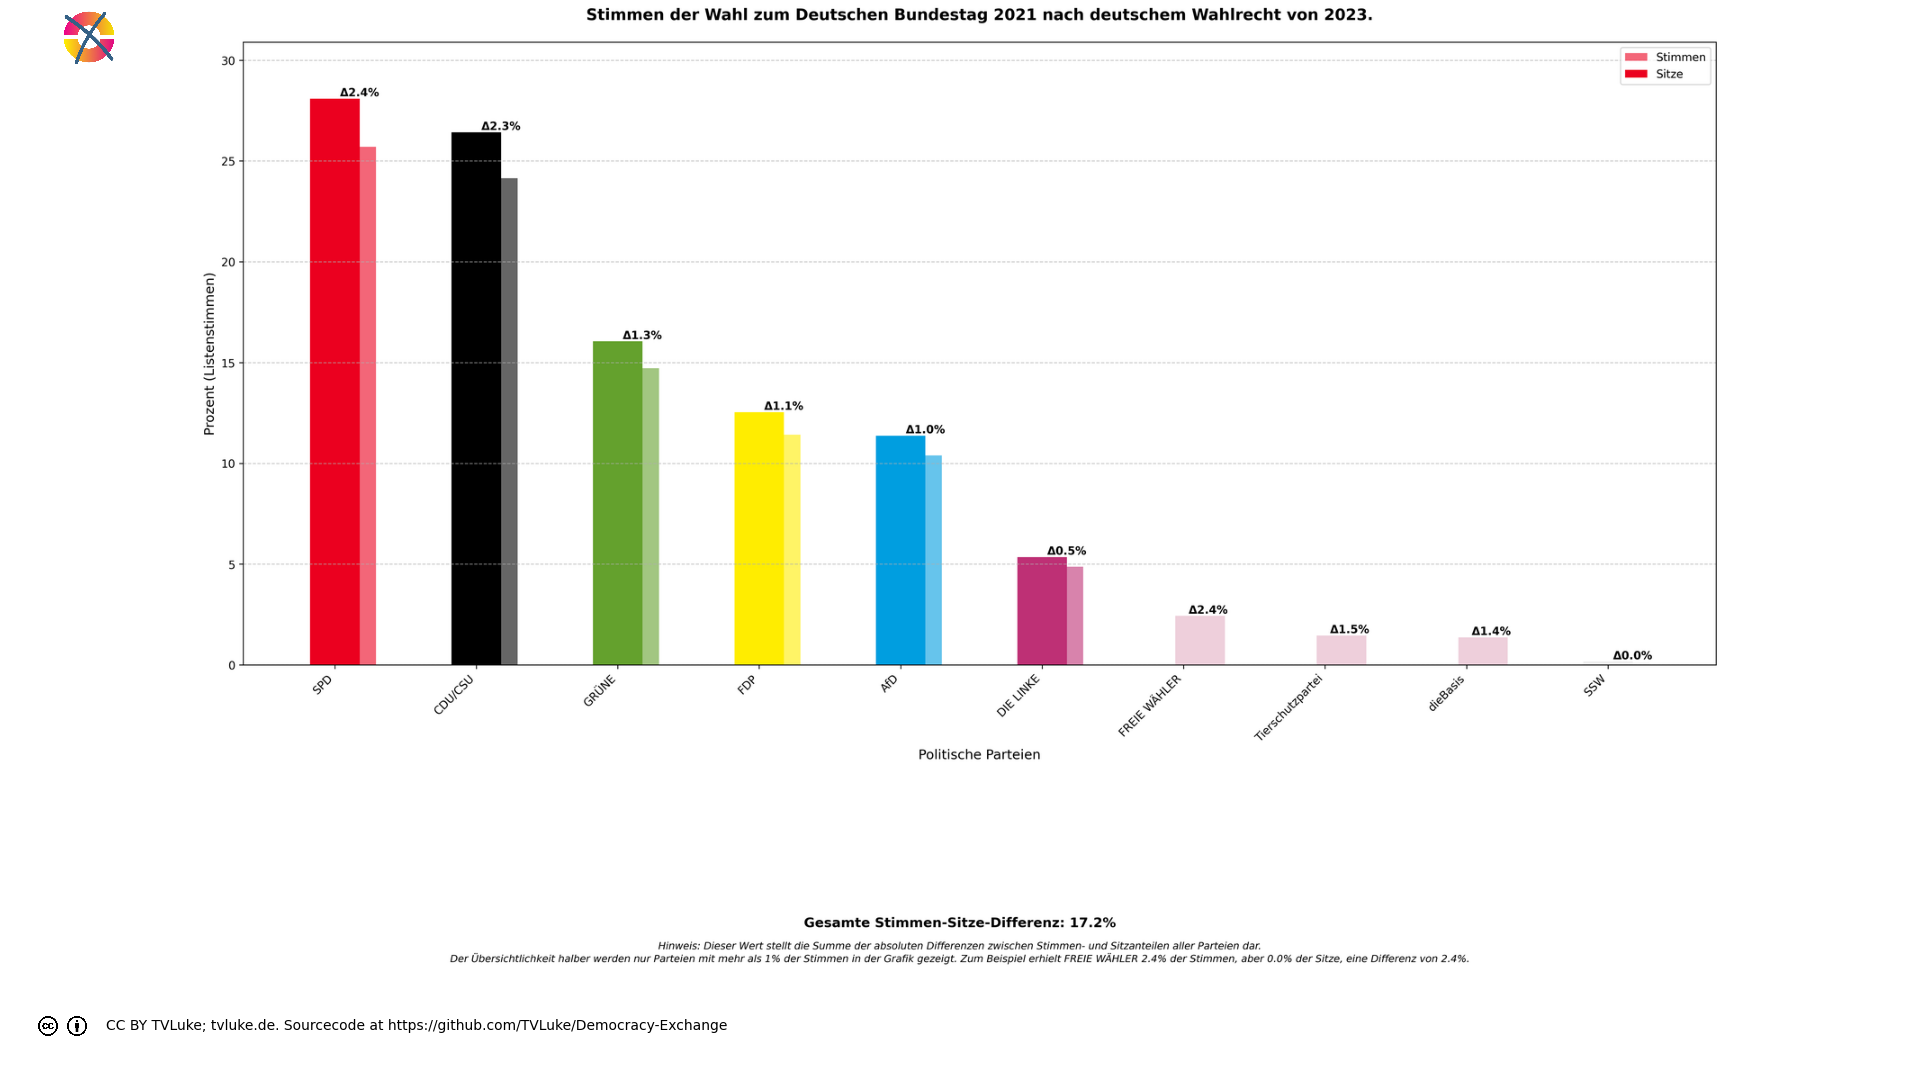 Stimmen der Wahl zum Deutschen Bundestag 2021 nach deutschem Wahlrecht von 2023.
Stimmen
Sitze
Prozent (Listenstimmen)
30
25
20
15
10
5
0
Δ2.4%
Δ2.3%
Δ1.3%
Δ1.1%
Δ1.0%
Δ0.5%
Δ2.4%
Δ1.5%
Δ1.4%
Δ0.0%
SPD
CDU/CSU
GRÜNE
FDP
AfD
DIE LINKE
FREIE WÄHLER
Tierschutzpartei
dieBasis
SSW
Politische Parteien
Gesamte Stimmen-Sitze-Differenz: 17.2%
Hinweis: Dieser Wert stellt die Summe der absoluten Differenzen zwischen Stimmen- und Sitzanteilen aller Parteien dar.
Der Übersichtlichkeit halber werden nur Parteien mit mehr als 1% der Stimmen in der Grafik gezeigt. Zum Beispiel erhielt FREIE WÄHLER 2.4% der Stimmen, aber 0.0% der Sitze, eine Differenz von 2.4%.
cc CC BY TVLuke; tvluke.de. Sourcecode at https://github.com/TVLuke/Democracy-Exchange